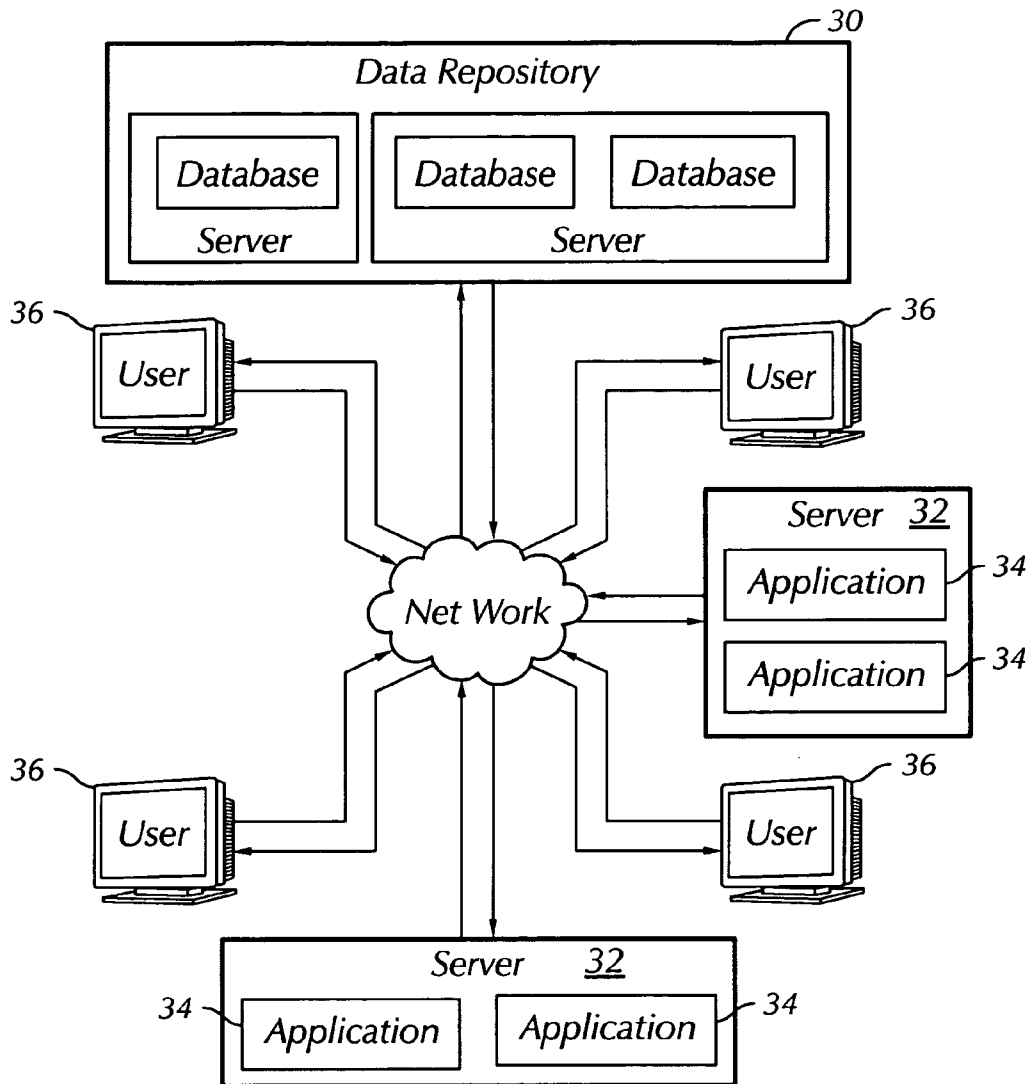 30
Data Repository
Database
Database
Database
Server
Server
36
User
36
User
Server 32
Application
34
Application
34
Net Work
36
User
36
User
Server 32
34
Application
Application
34